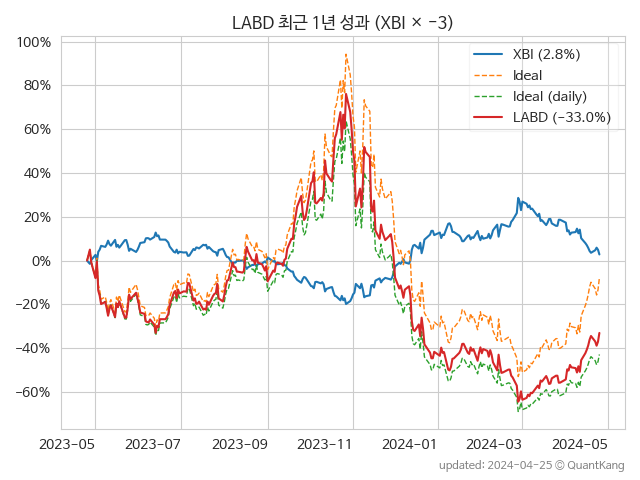 LABD 최근 1년 성과 (XBI × −3)
XBI (2.8%)
Ideal
Ideal (daily)
LABD (−33.0%)
100%
80%
60%
40%
20%
0%
−20%
−40%
−60%
2023−05 2023−07 2023−09 2023−11 2024−01 2024−03 2024−05
updated: 2024−04−25 ⓒ QuantKang